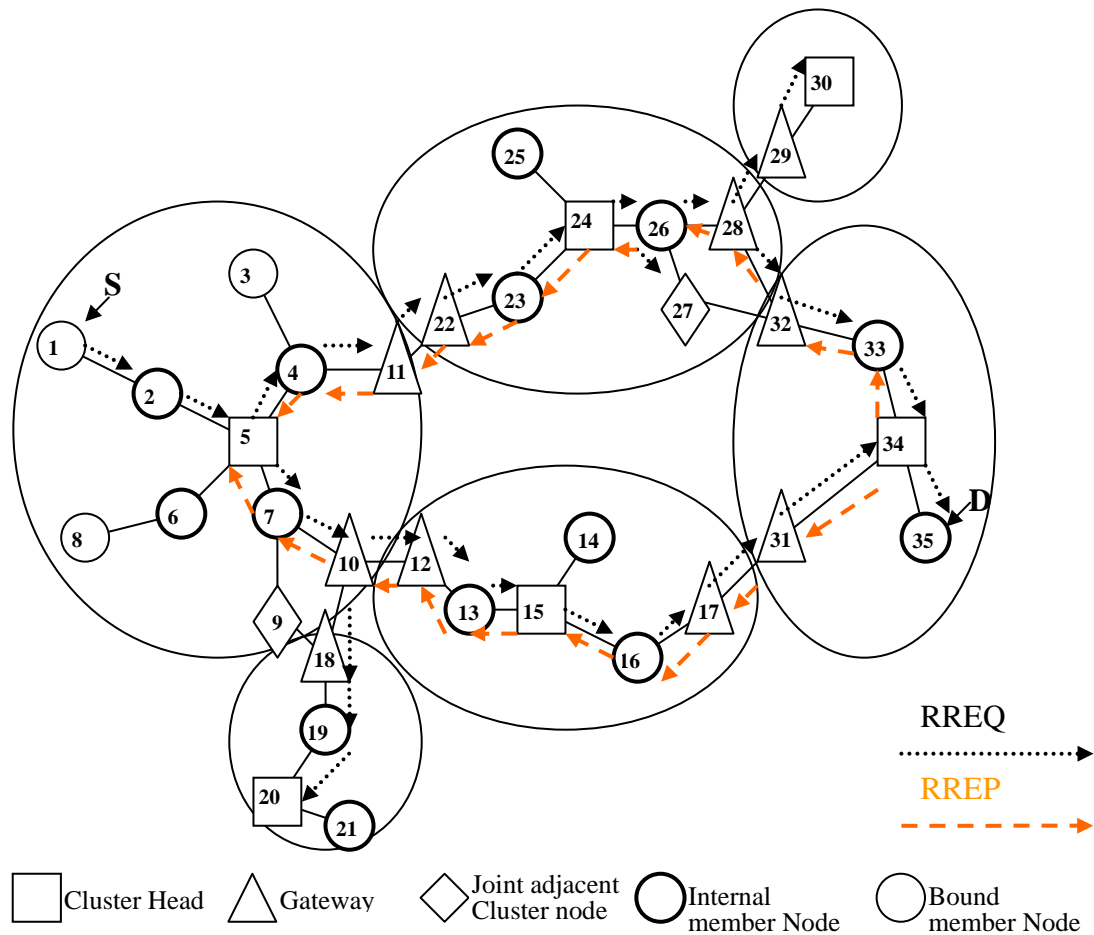 30
29
25
24
26
28
3
S
23
27
1
22
32
33
4
11
2
5
34
D
6
7
14
35
8
10
12
31
13
15
17
9
18
16
19
RREQ
20
RREP
21
Cluster Head
Gateway
Joint adjacent
Cluster node
Internal
member Node
Bound
member Node